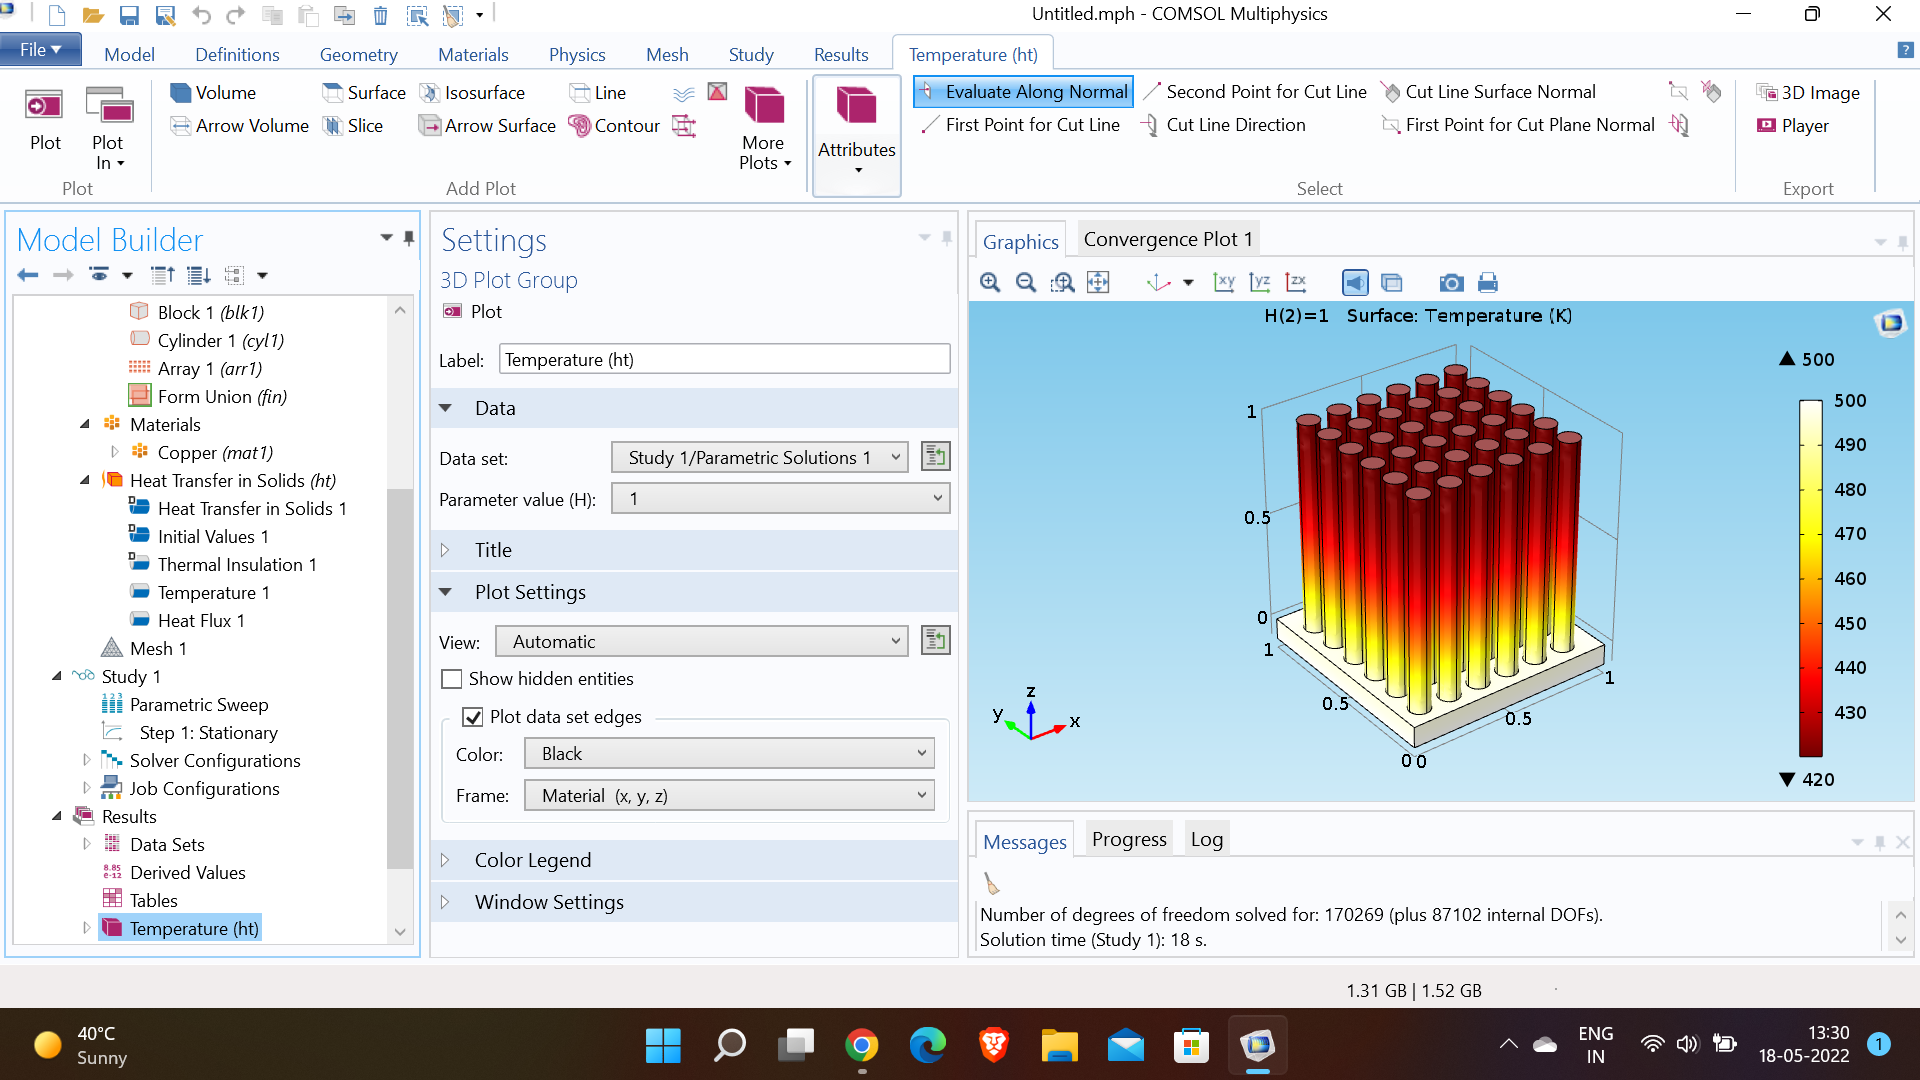 Untitled.mph - COMSOL Multiphysics
File
Model
Definitions
Geometry
Materials
Physics
Mesh
Study
Results
Temperature (ht)
Plot
Plot In
Plot
Volume
Surface
Isosurface
Line
Arrow Volume
Slice
Arrow Surface
Contour
More Plots
Add Plot
Attributes
Evaluate Along Normal
Second Point for Cut Line
Cut Line Surface Normal
First Point for Cut Line
Cut Line Direction
First Point for Cut Plane Normal
Select
3D Image
Player
Export
Model Builder
Block 1 (blk1)
Cylinder 1 (cyl1)
Array 1 (arr1)
Form Union (fin)
Materials
Copper (mat1)
Heat Transfer in Solids (ht)
Heat Transfer in Solids 1
Initial Values 1
Thermal Insulation 1
Temperature 1
Heat Flux 1
Mesh 1
Study 1
Parametric Sweep
Step 1: Stationary
Solver Configurations
Job Configurations
Results
Data Sets
8.85
e-12
Derived Values
Tables
Temperature (ht)
Settings
3D Plot Group
Plot
Label: Temperature (ht)
Data
Data set: Study 1/Parametric Solutions 1
Parameter value (H): 1
Title
Plot Settings
View: Automatic
Show hidden entities
Plot data set edges
Color: Black
Frame: Material (x, y, z)
Color Legend
Window Settings
Graphics
Convergence Plot 1
xy
yz
zx
H(2)=1 Surface: Temperature (K)
1
0.5
0
1
0.5
0
0
0.5
1
z
y
x
▲ 500
500
490
480
470
460
450
440
430
▼ 420
Messages
Progress
Log
Number of degrees of freedom solved for: 170269 (plus 87102 internal DOFs).
Solution time (Study 1): 18 s.
1.31 GB | 1.52 GB
40°C
Sunny
ENG
IN
13:30
18-05-2022
1